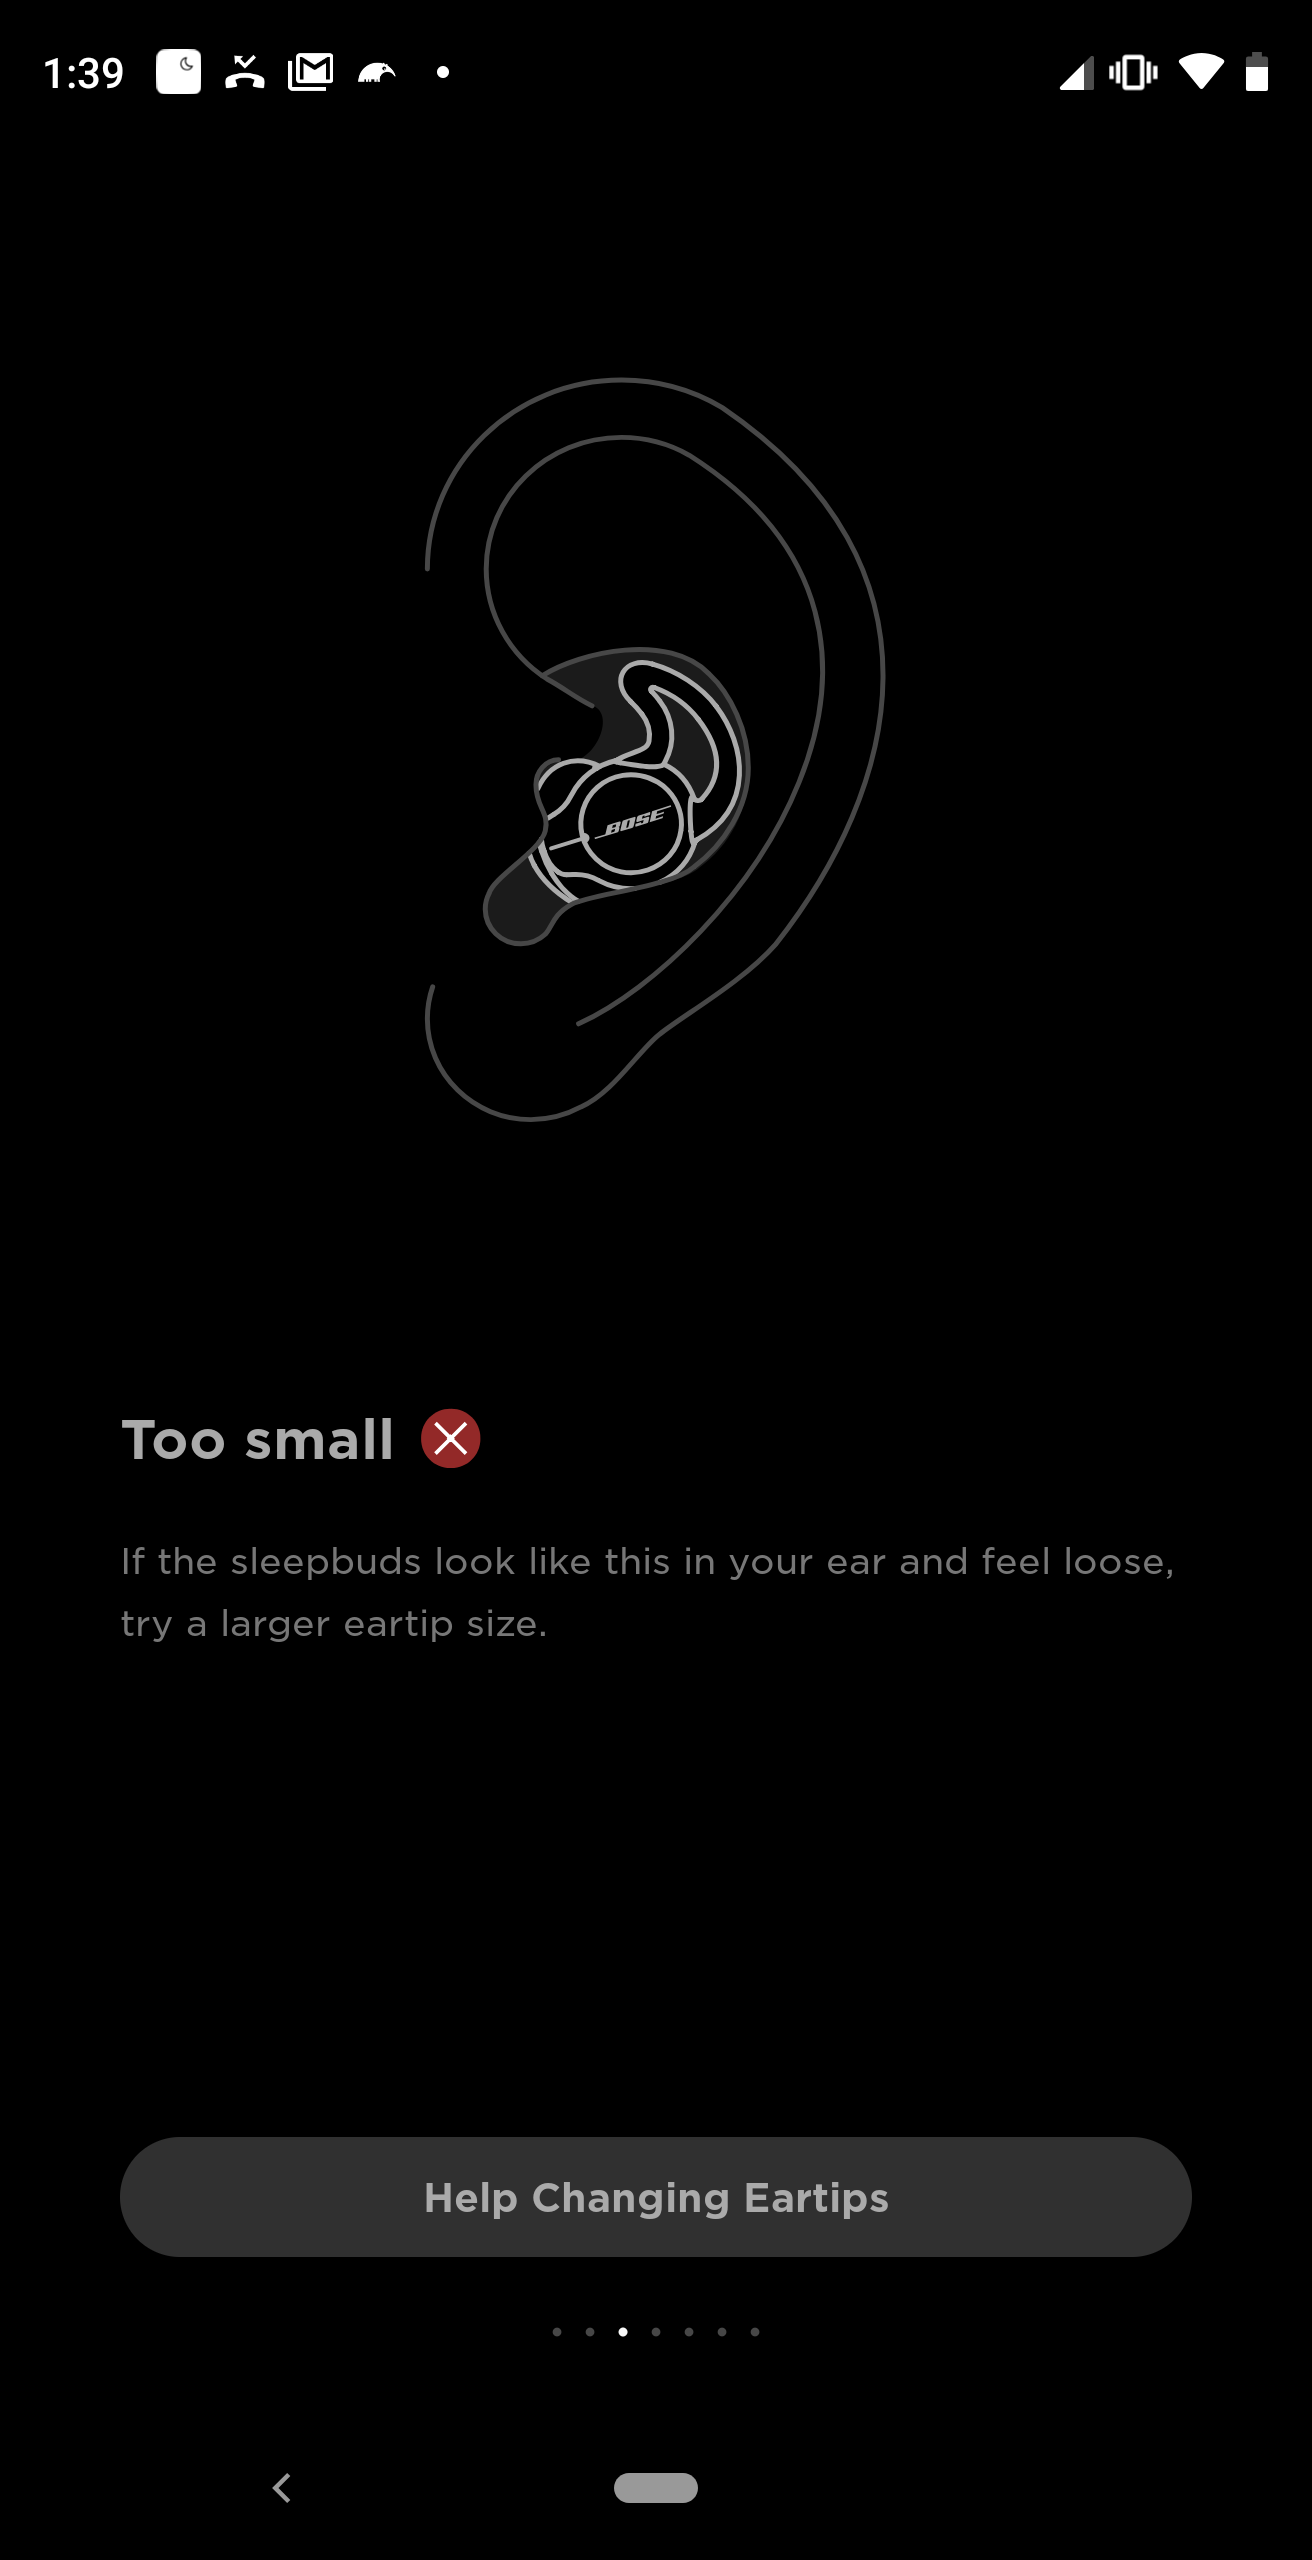 1:39
BOSE
Too small
If the sleepbuds look like this in your ear and feel loose,
try a larger eartip size.
Help Changing Eartips